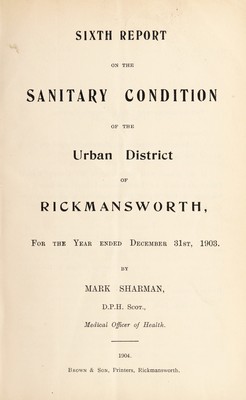 SIXTH REPORT
ON THE
SANITARY CONDITION
OF THE
Urban District
OF
RICKMANSWORTH,
FOR THE YEAR ENDED DECEMBER 31ST, 1903.
BY
MARK SHARMAN,
D.P.H. SCOT.,
Medical Officer of Health.
1904.
BROWN & SON, Printers, Rickmansworth.